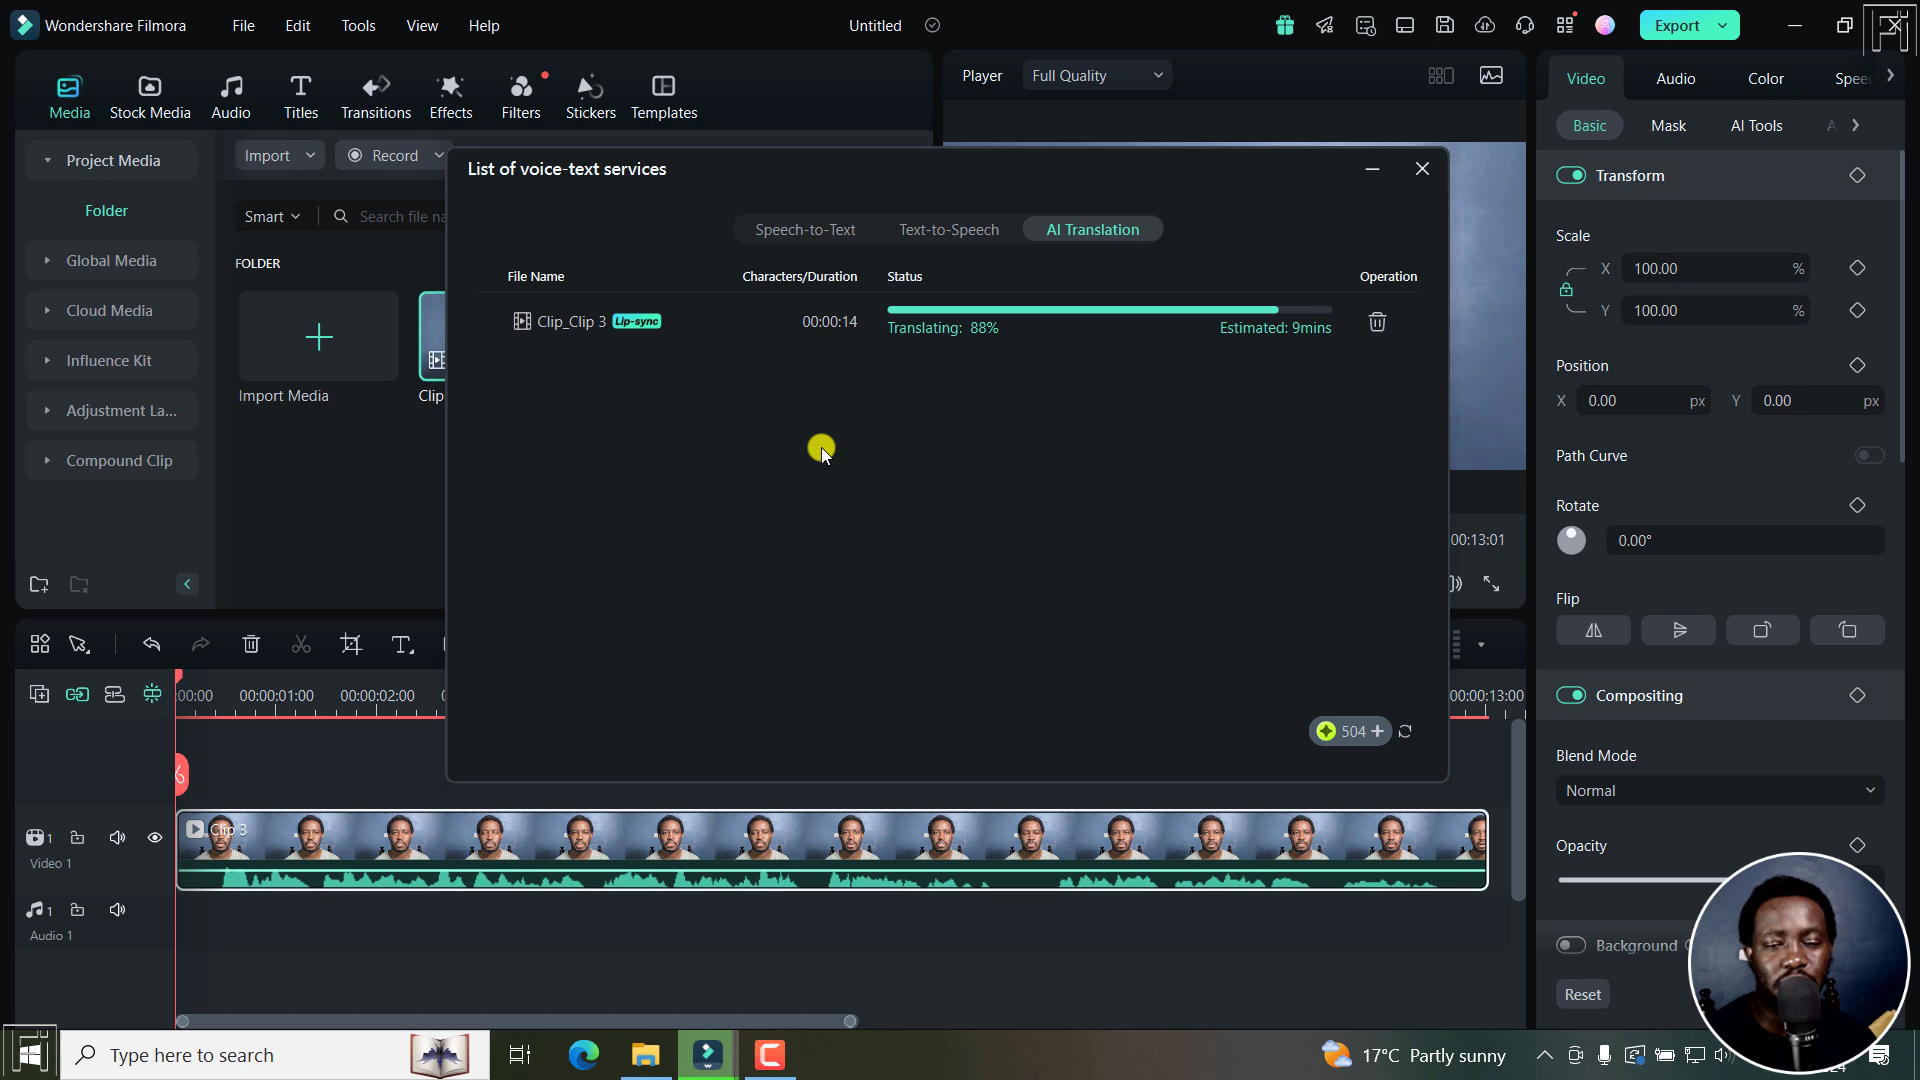 Wondershare Filmora
File Edit Tools View Help
Untitled
Export
Media Stock Media Audio Titles Transitions Effects Filters Stickers Templates
Player Full Quality
Video Audio Color
Basic Mask AI Tools
Project Media
Import Record
Folder
Smart Search file na
FOLDER
Global Media
Cloud Media
Influence Kit
Adjustment La...
Compound Clip
Import Media
Clip
List of voice-text services
Speech-to-Text Text-to-Speech AI Translation
File Name Characters/Duration Status Operation
Clip_Clip 3 Lip-sync 00:00:14
Translating: 88% Estimated: 9mins
504
Transform
Scale
X 100.00 %
Y 100.00 %
Position
X 0.00 px Y 0.00 px
Path Curve
Rotate
0.00°
Flip
Compositing
Blend Mode
Normal
Opacity
Background
Reset
00:13:01
:00:00 00:00:01:00 00:00:02:00
00:00:13:00
1
Video 1
Clip 3
1
Audio 1
Type here to search
17°C Partly sunny